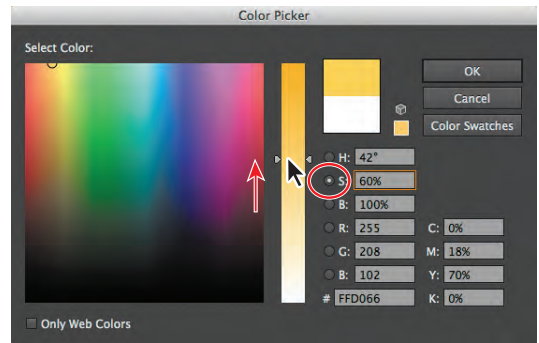 Color Picker
Select Color:
OK
Cancel
Color Swatches
H: 42°
S: 60%
B: 100%
R: 255 C: 0%
G: 208 M: 18%
B: 102 Y: 70%
# FFD066 K: 0%
Only Web Colors